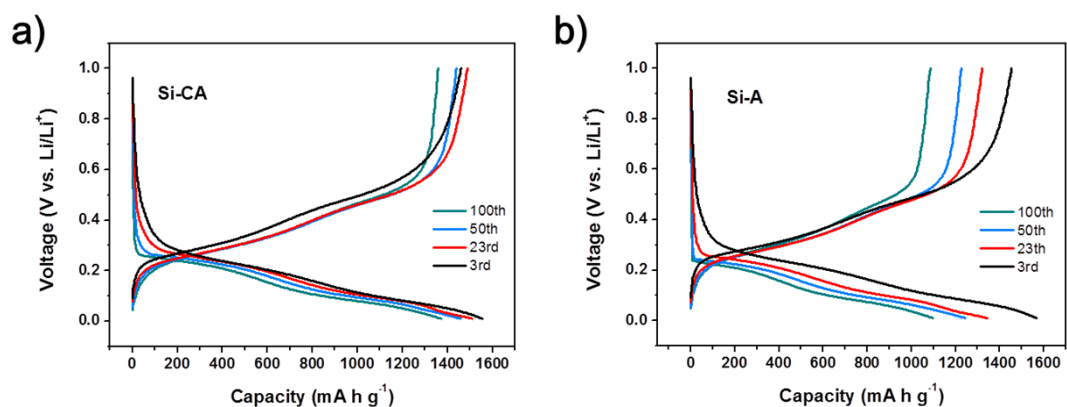 a)
Si-CA
Voltage (V vs. Li/Li⁺)
1.0
0.8
0.6
0.4
0.2
0.0
100th
50th
23rd
3rd
0 200 400 600 800 1000 1200 1400 1600
Capacity (mA h g⁻¹)
b)
Si-A
Voltage (V vs. Li/Li⁺)
1.0
0.8
0.6
0.4
0.2
0.0
100th
50th
23th
3rd
0 200 400 600 800 1000 1200 1400 1600
Capacity (mA h g⁻¹)